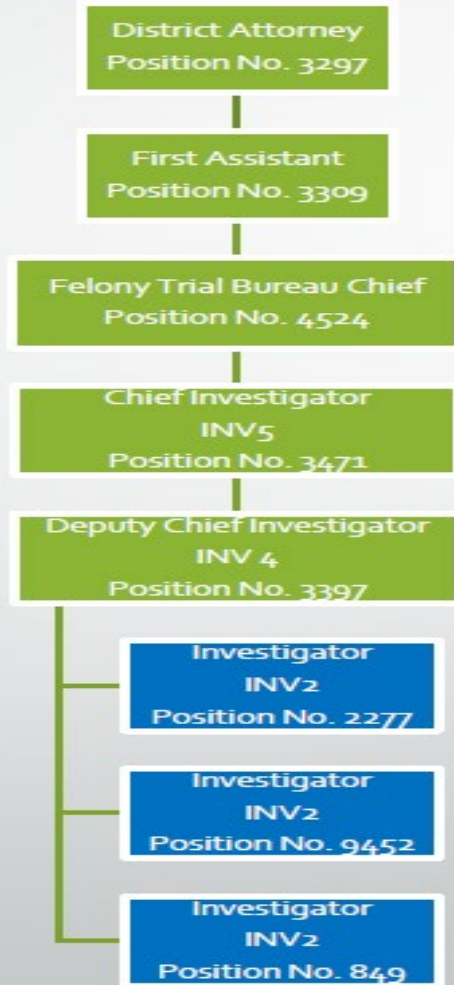 District Attorney
Position No. 3297
First Assistant
Position No. 3309
Felony Trial Bureau Chief
Position No. 4524
Chief Investigator
INV5
Position No. 3471
Deputy Chief Investigator
INV 4
Position No. 3397
Investigator
INV2
Position No. 2277
Investigator
INV2
Position No. 9452
Investigator
INV2
Position No. 849